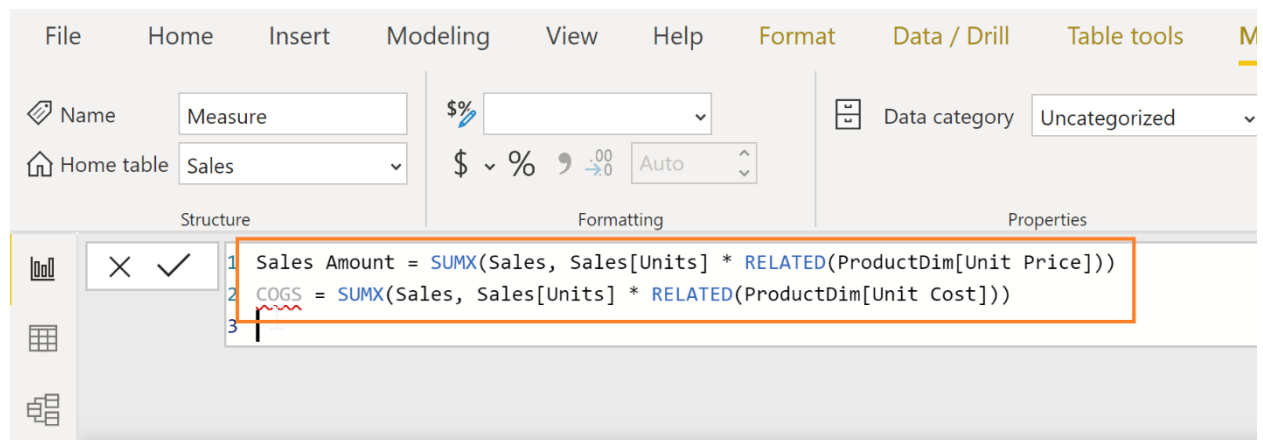 File Home Insert Modeling View Help Format Data / Drill Table tools M
Name Measure $% Data category Uncategorized
Home table Sales $ % 9 .00 →.0 Auto
Structure Formatting Properties
1 Sales Amount = SUMX(Sales, Sales[Units] * RELATED(ProductDim[Unit Price]))
2 COGS = SUMX(Sales, Sales[Units] * RELATED(ProductDim[Unit Cost]))
3